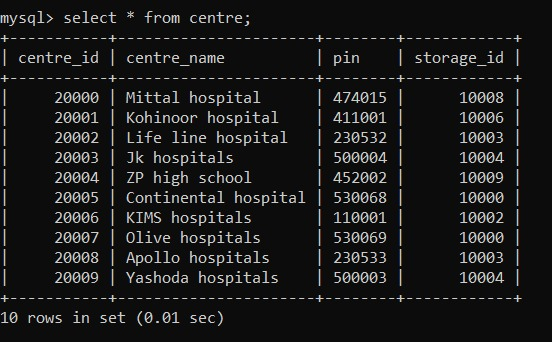 mysql> select * from centre;
+-----------+----------------------+--------+------------+
| centre_id | centre_name          | pin    | storage_id |
+-----------+----------------------+--------+------------+
|     20000 | Mittal hospital      | 474015 |      10008 |
|     20001 | Kohinoor hospital    | 411001 |      10006 |
|     20002 | Life line hospital   | 230532 |      10003 |
|     20003 | Jk hospitals         | 500004 |      10004 |
|     20004 | ZP high school       | 452002 |      10009 |
|     20005 | Continental hospital | 530068 |      10000 |
|     20006 | KIMS hospitals       | 110001 |      10002 |
|     20007 | Olive hospitals      | 530069 |      10000 |
|     20008 | Apollo hospitals     | 230533 |      10003 |
|     20009 | Yashoda hospitals    | 500003 |      10004 |
+-----------+----------------------+--------+------------+
10 rows in set (0.01 sec)